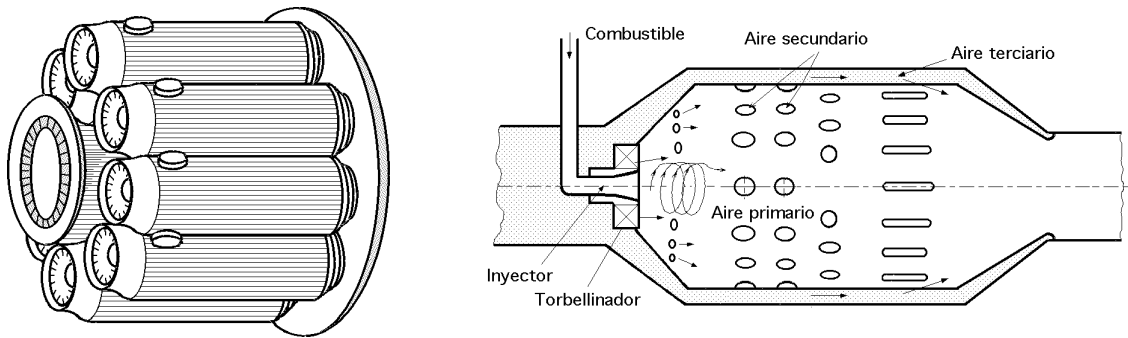 Combustible
Aire secundario
Aire terciario
Aire primario
Inyector
Torbellinador